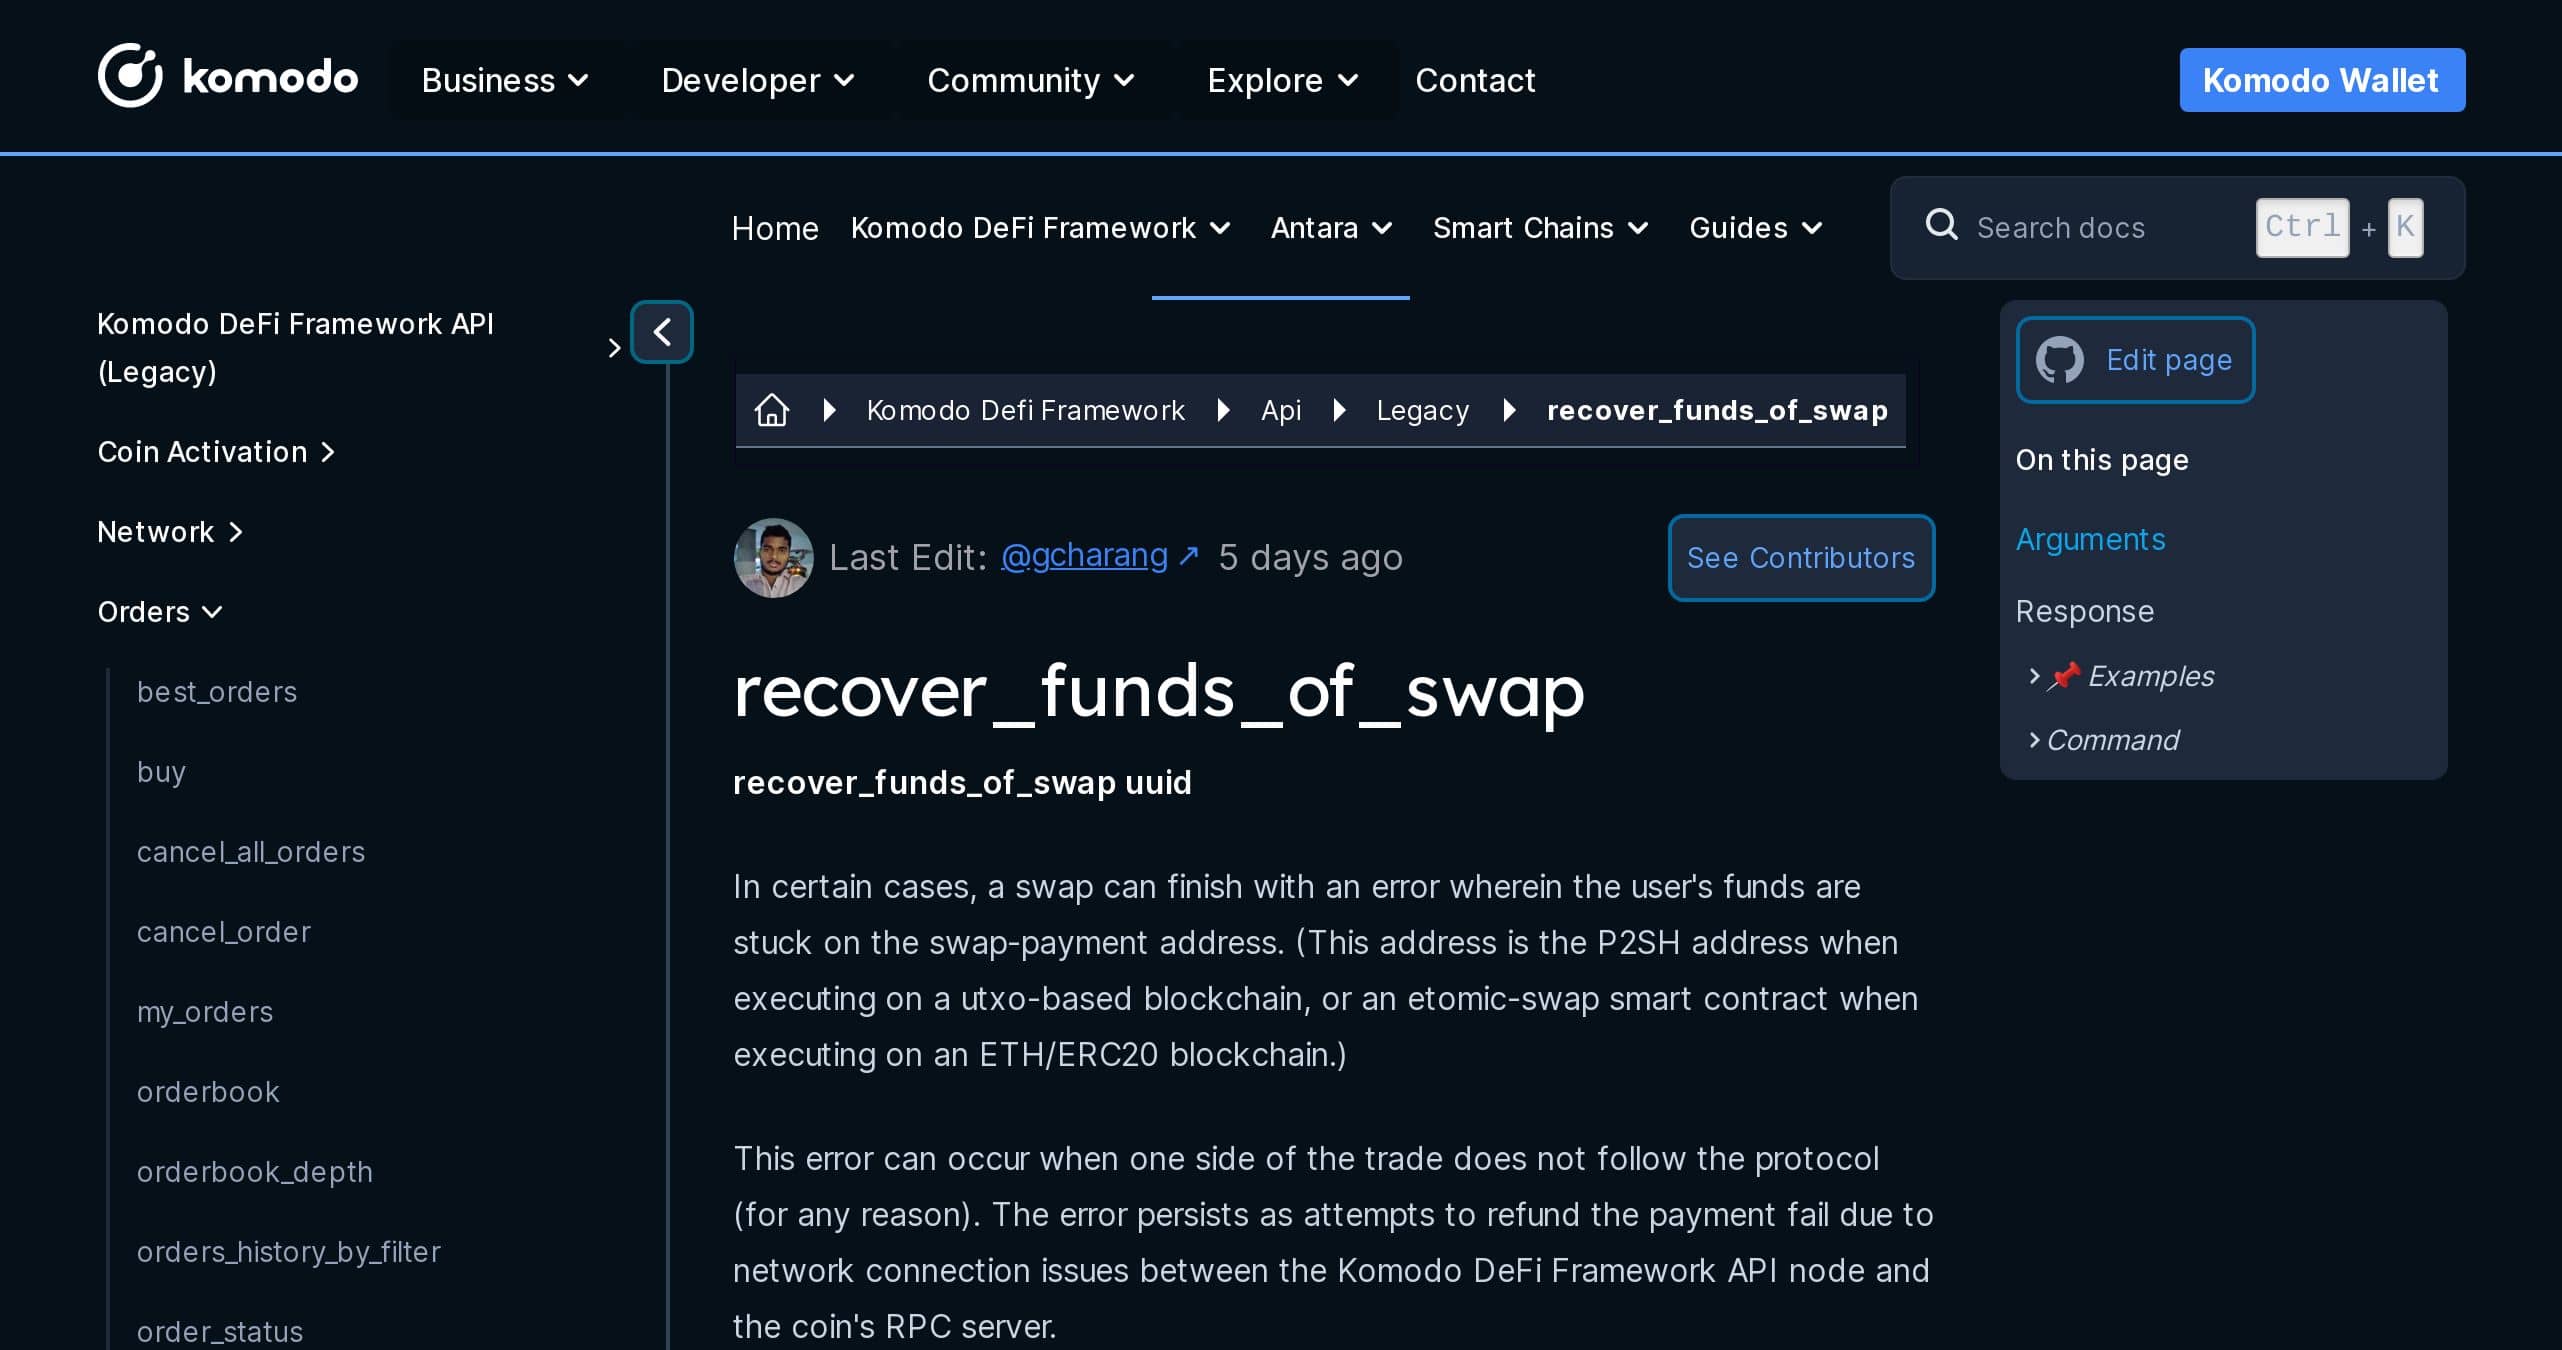 komodo
Business
Developer
Community
Explore
Contact
Komodo Wallet
Home
Komodo DeFi Framework
Antara
Smart Chains
Guides
Search docs
Ctrl + K
Komodo DeFi Framework API
(Legacy)
Coin Activation
Network
Orders
best_orders
buy
cancel_all_orders
cancel_order
my_orders
orderbook
orderbook_depth
orders_history_by_filter
order_status
Komodo Defi Framework
Api
Legacy
recover_funds_of_swap
Last Edit: @gcharang ↗ 5 days ago
See Contributors
recover_funds_of_swap
recover_funds_of_swap uuid
In certain cases, a swap can finish with an error wherein the user's funds are
stuck on the swap-payment address. (This address is the P2SH address when
executing on a utxo-based blockchain, or an etomic-swap smart contract when
executing on an ETH/ERC20 blockchain.)
This error can occur when one side of the trade does not follow the protocol
(for any reason). The error persists as attempts to refund the payment fail due to
network connection issues between the Komodo DeFi Framework API node and
the coin's RPC server.
Edit page
On this page
Arguments
Response
📌 Examples
Command